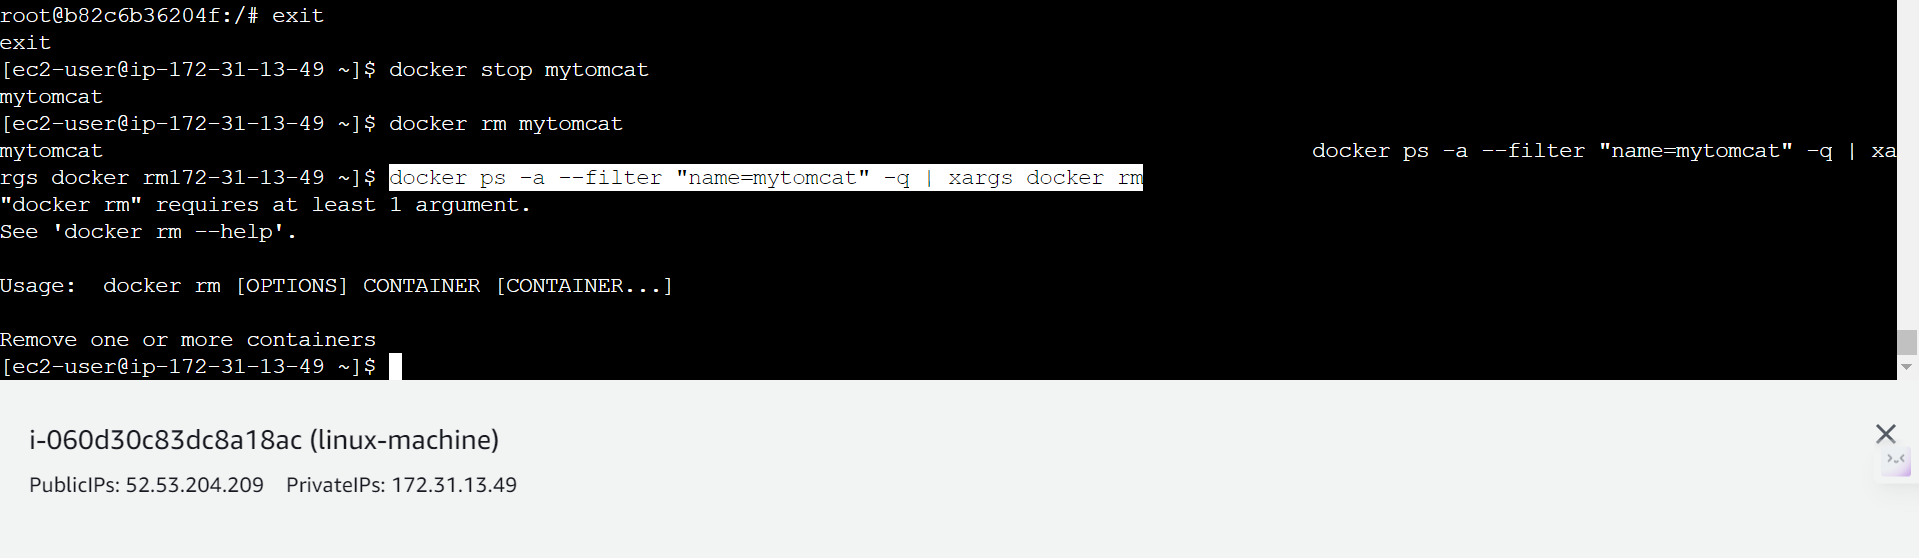 root@b82c6b36204f:/# exit
exit
[ec2-user@ip-172-31-13-49 ~]$ docker stop mytomcat
mytomcat
[ec2-user@ip-172-31-13-49 ~]$ docker rm mytomcat
mytomcat docker ps -a --filter "name=mytomcat" -q | xa
rgs docker rm172-31-13-49 ~]$ docker ps -a --filter "name=mytomcat" -q | xargs docker rm
"docker rm" requires at least 1 argument.
See 'docker rm --help'.
Usage:  docker rm [OPTIONS] CONTAINER [CONTAINER...]
Remove one or more containers
[ec2-user@ip-172-31-13-49 ~]$
i-060d30c83dc8a18ac (linux-machine)
PublicIPs: 52.53.204.209 PrivateIPs: 172.31.13.49